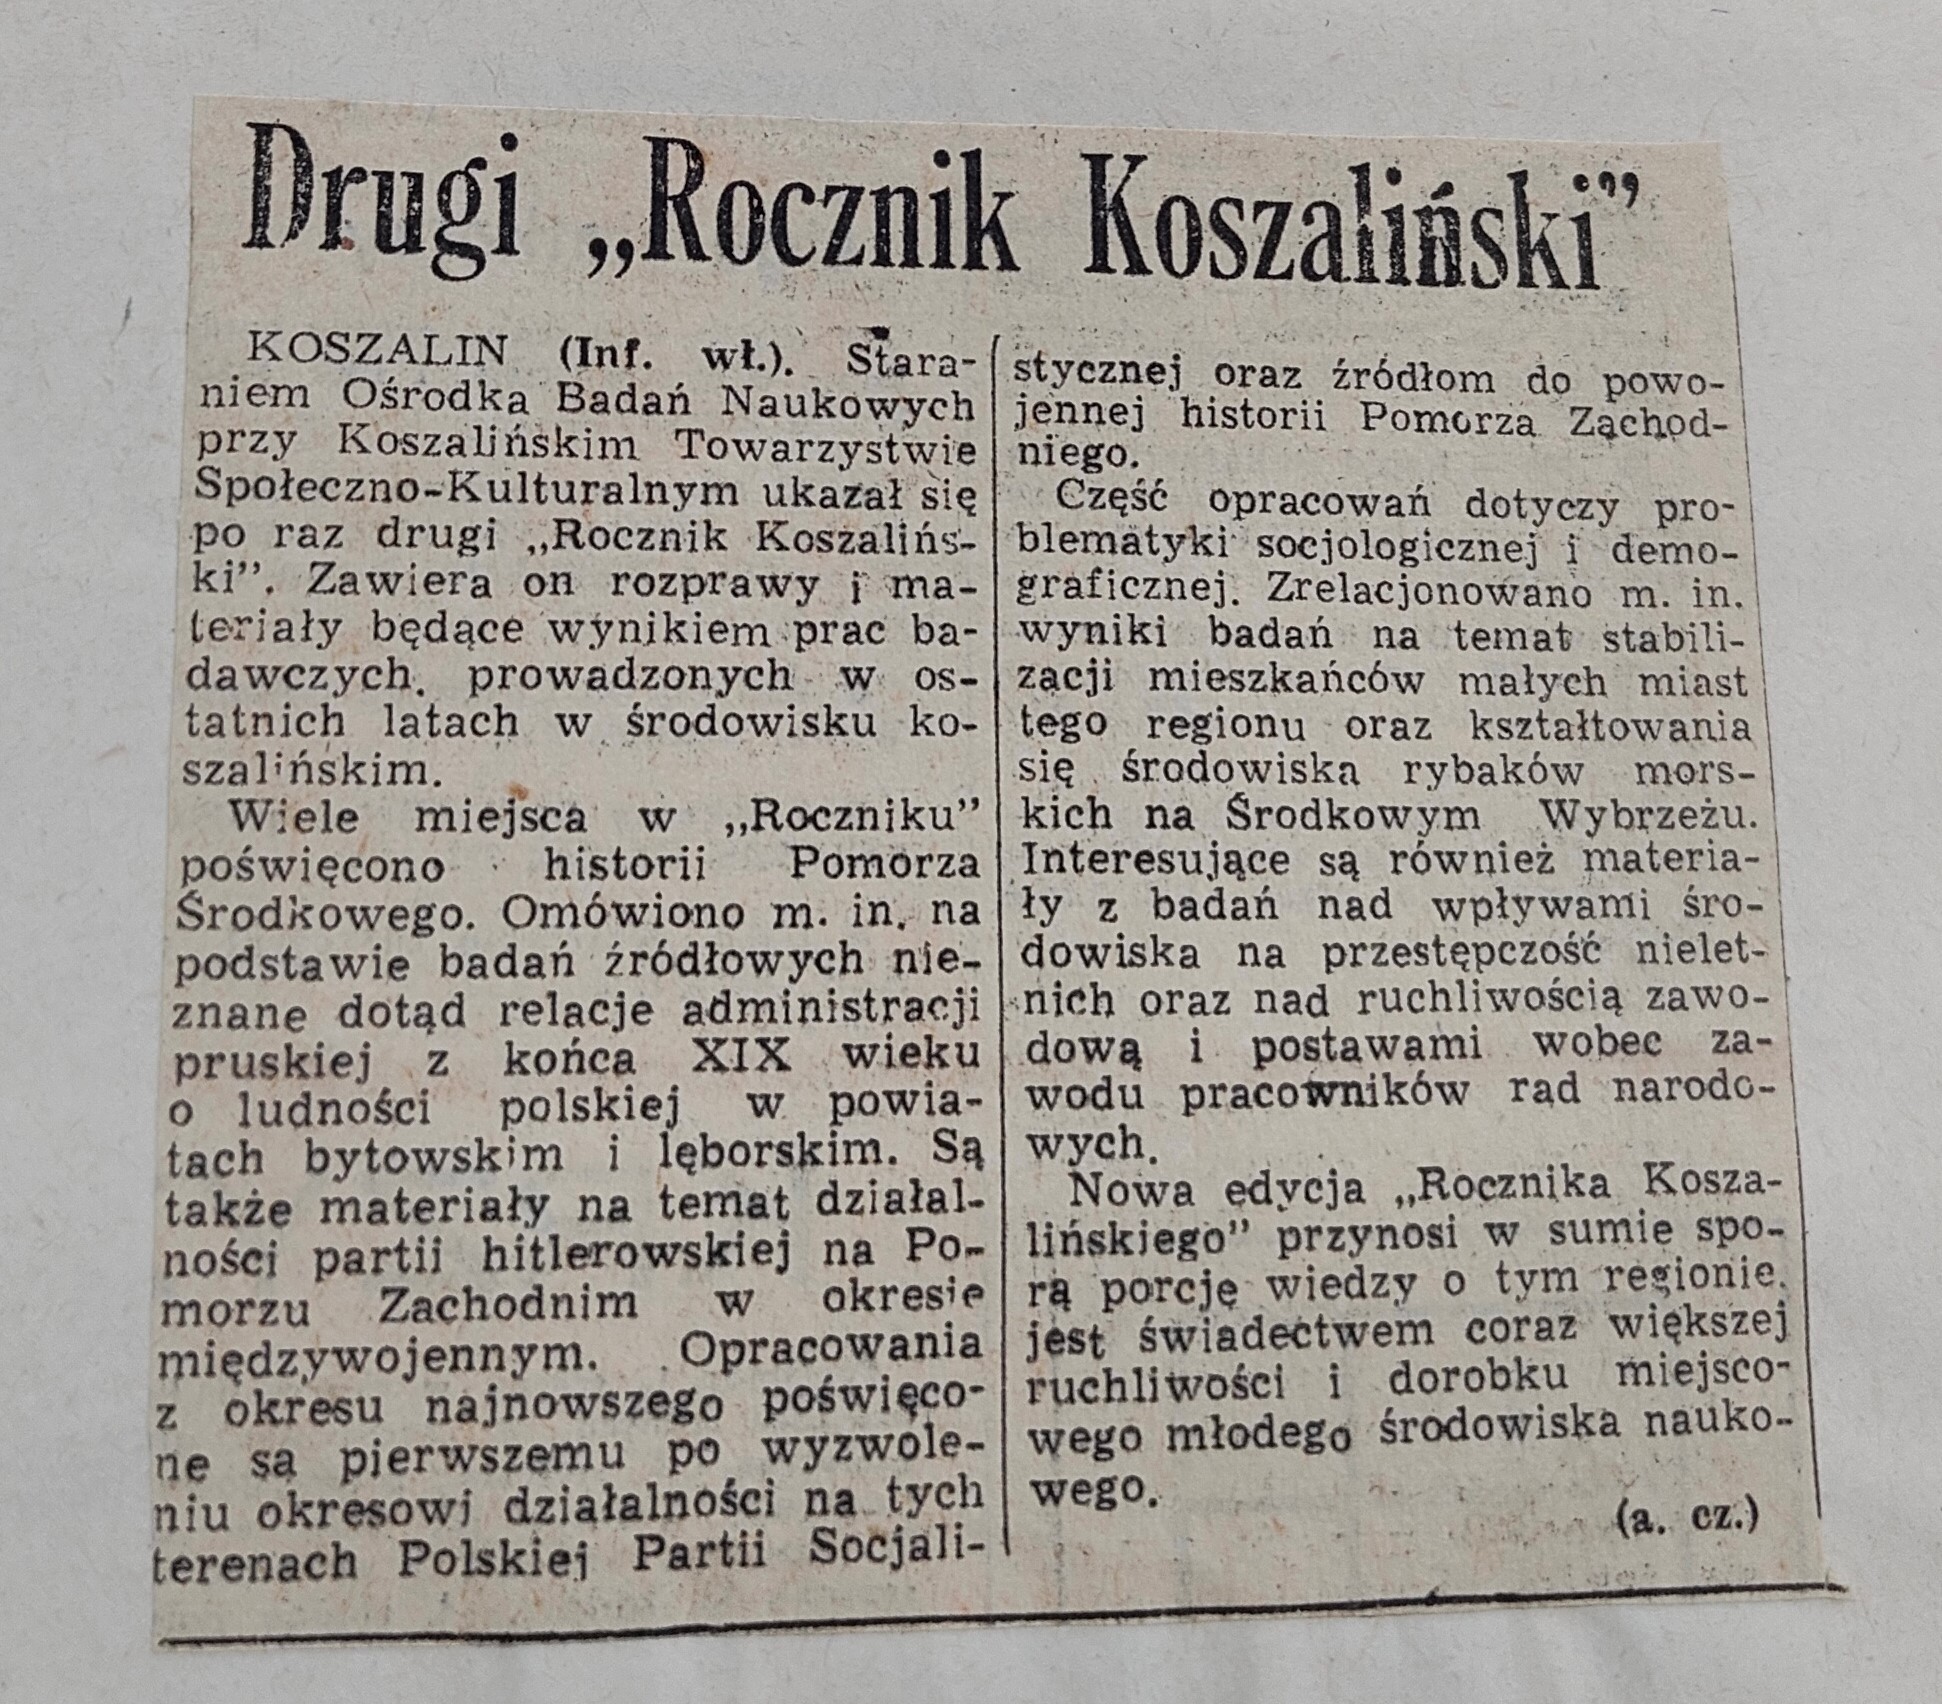 Drugi „Rocznik Koszaliński”
KOSZALIN (Inf. wł.). Stara-
niem Ośrodka Badań Naukowych
przy Koszalińskim Towarzystwie
Społeczno-Kulturalnym ukazał się
po raz drugi „Rocznik Koszalińs-
ki”. Zawiera on rozprawy i ma-
teriały będące wynikiem prac ba-
dawczych, prowadzonych w os-
tatnich latach w środowisku ko-
szalińskim.
Wiele miejsca w „Roczniku”
poświęcono historii Pomorza
Środkowego. Omówiono m. in. na
podstawie badań źródłowych nie-
znane dotąd relacje administracji
pruskiej z końca XIX wieku
o ludności polskiej w powia-
tach bytowskim i lęborskim. Są
także materiały na temat działal-
ności partii hitlerowskiej na Po-
morzu Zachodnim w okresie
międzywojennym. Opracowania
z okresu najnowszego poświęco-
ne są pierwszemu po wyzwole-
niu okresowi działalności na tych
terenach Polskiej Partii Socjali-
stycznej oraz źródłom do powo-
jennej historii Pomorza Zachod-
niego.
Część opracowań dotyczy pro-
blematyki socjologicznej i demo-
graficznej. Zrelacjonowano m. in.
wyniki badań na temat stabili-
zacji mieszkańców małych miast
tego regionu oraz kształtowania
się środowiska rybaków mors-
kich na Środkowym Wybrzeżu.
Interesujące są również materia-
ły z badań nad wpływami śro-
dowiska na przestępczość nielet-
nich oraz nad ruchliwością zawo-
dową i postawami wobec za-
wodu pracowników rad narodo-
wych.
Nowa edycja „Rocznika Kosza-
lińskiego” przynosi w sumie spo-
rą porcję wiedzy o tym regionie,
jest świadectwem coraz większej
ruchliwości i dorobku miejsco-
wego młodego środowiska nauko-
wego.
(a. cz.)